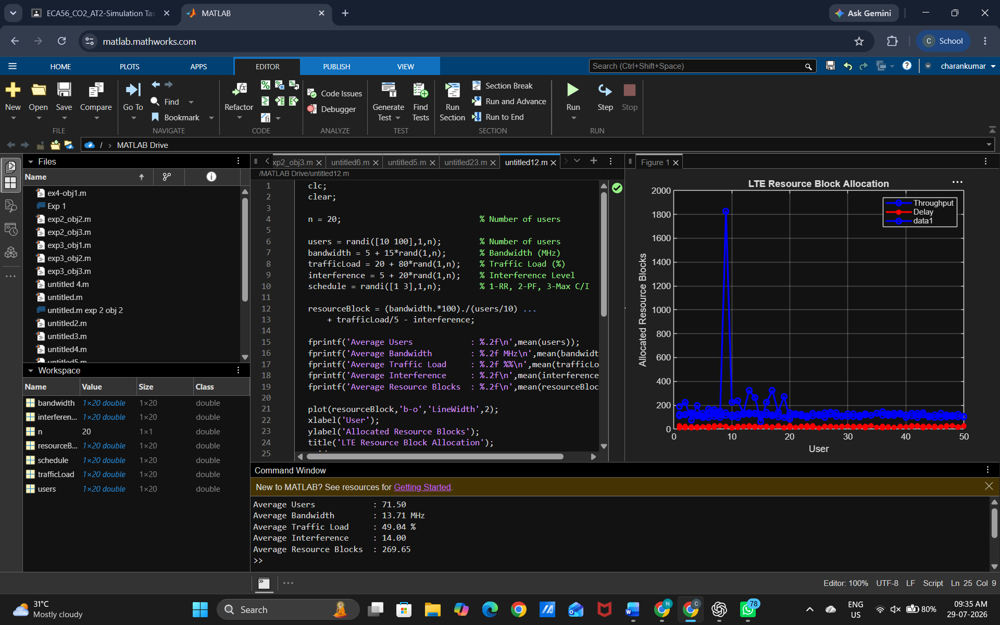 ECA56_CO2_AT2-Simulation Tas
MATLAB
Ask Gemini
matlab.mathworks.com
C School
HOME PLOTS APPS EDITOR PUBLISH VIEW
Search (Ctrl+Shift+Space)
charankumar
New Open Save Compare
FILE
Go To
Find
Bookmark
NAVIGATE
Refactor
CODE
Code Issues
Debugger
ANALYZE
Generate Test
Find Tests
TEST
Run Section
Section Break
Run and Advance
Run to End
SECTION
Run Step Stop
RUN
/ › MATLAB Drive
Files
Name
ex4-obj1.m
Exp 1
exp2_obj2.m
exp2_obj3.m
exp3_obj1.m
exp3_obj2.m
exp3_obj3.m
untitled 4.m
untitled.m
untitled.m exp 2 obj 2
untitled2.m
untitled3.m
untitled4.m
untitled5.m
Workspace
Name Value Size Class
bandwidth 1×20 double 1×20 double
interferen... 1×20 double 1×20 double
n 20 1×1 double
resourceB... 1×20 double 1×20 double
schedule 1×20 double 1×20 double
trafficLoad 1×20 double 1×20 double
users 1×20 double 1×20 double
xp2_obj3.m untitled6.m untitled5.m untitled23.m untitled12.m
/MATLAB Drive/untitled12.m
1 clc;
2 clear;
3
4 n = 20; % Number of users
5
6 users = randi([10 100],1,n); % Number of users
7 bandwidth = 5 + 15*rand(1,n); % Bandwidth (MHz)
8 trafficLoad = 20 + 80*rand(1,n); % Traffic Load (%)
9 interference = 5 + 20*rand(1,n); % Interference Level
10 schedule = randi([1 3],1,n); % 1-RR, 2-PF, 3-Max C/I
11
12 resourceBlock = (bandwidth.*100)./(users/10) ...
13 + trafficLoad/5 - interference;
14
15 fprintf('Average Users : %.2f\n',mean(users));
16 fprintf('Average Bandwidth : %.2f MHz\n',mean(bandwidt
17 fprintf('Average Traffic Load : %.2f %%\n',mean(trafficLo
18 fprintf('Average Interference : %.2f\n',mean(interference
19 fprintf('Average Resource Blocks : %.2f\n',mean(resourceBloc
20
21 plot(resourceBlock,'b-o','LineWidth',2);
22 xlabel('User');
23 ylabel('Allocated Resource Blocks');
24 title('LTE Resource Block Allocation');
25
Figure 1
LTE Resource Block Allocation
Throughput
Delay
data1
Allocated Resource Blocks
2000
1800
1600
1400
1200
1000
800
600
400
200
0
0 10 20 30 40 50
User
Command Window
New to MATLAB? See resources for Getting Started.
Average Users : 71.50
Average Bandwidth : 13.71 MHz
Average Traffic Load : 49.04 %
Average Interference : 14.00
Average Resource Blocks : 269.65
>>
Editor: 100% UTF-8 LF Script Ln 25 Col 9
31°C
Mostly cloudy
Search
N
C
78
ENG
US
80%
09:35 AM
29-07-2026